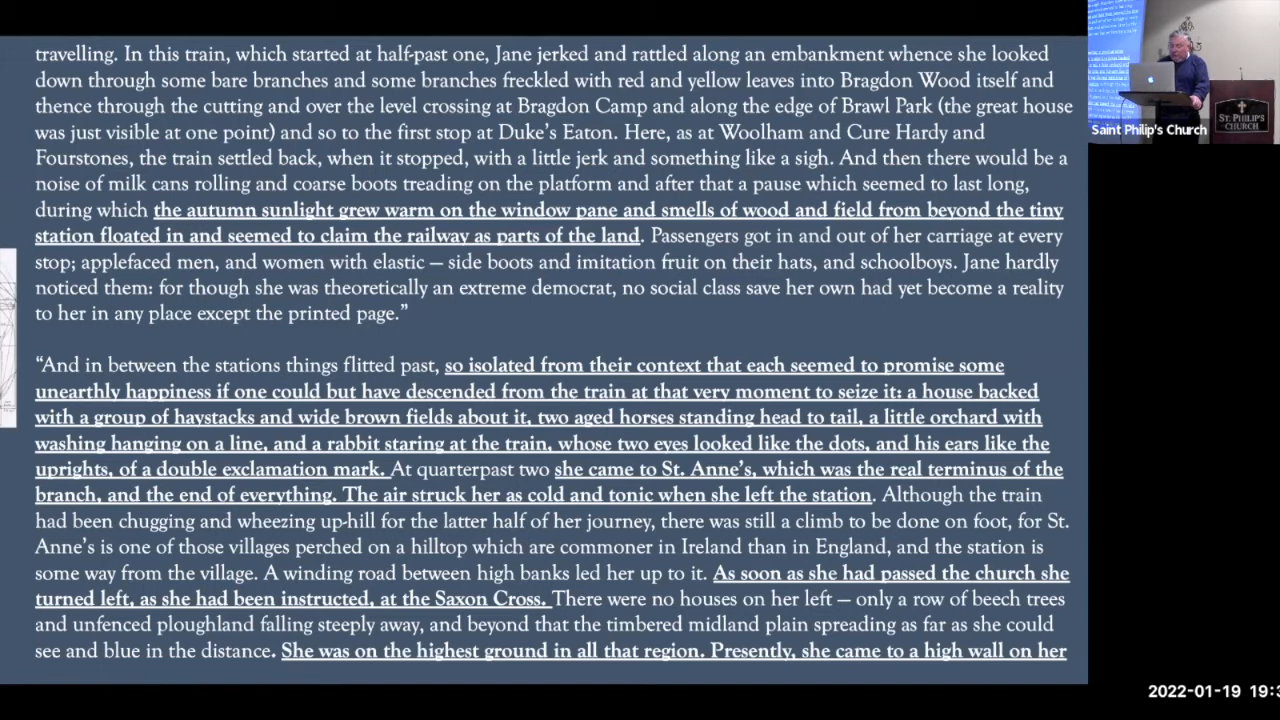 travelling. In this train, which started at half-past one, Jane jerked and rattled along an embankment whence she looked
down through some bare branches and some branches freckled with red and yellow leaves into Bragdon Wood itself and
thence through the cutting and over the level crossing at Bragdon Camp and along the edge of Brawl Park (the great house
was just visible at one point) and so to the first stop at Duke's Eaton. Here, as at Woolham and Cure Hardy and
Fourstones, the train settled back, when it stopped, with a little jerk and something like a sigh. And then there would be a
noise of milk cans rolling and coarse boots treading on the platform and after that a pause which seemed to last long,
during which the autumn sunlight grew warm on the window pane and smells of wood and field from beyond the tiny
station floated in and seemed to claim the railway as parts of the land. Passengers got in and out of her carriage at every
stop; applefaced men, and women with elastic – side boots and imitation fruit on their hats, and schoolboys. Jane hardly
noticed them: for though she was theoretically an extreme democrat, no social class save her own had yet become a reality
to her in any place except the printed page.”
“And in between the stations things flitted past, so isolated from their context that each seemed to promise some
unearthly happiness if one could but have descended from the train at that very moment to seize it: a house backed
with a group of haystacks and wide brown fields about it, two aged horses standing head to tail, a little orchard with
washing hanging on a line, and a rabbit staring at the train, whose two eyes looked like the dots, and his ears like the
uprights, of a double exclamation mark. At quarterpast two she came to St. Anne's, which was the real terminus of the
branch, and the end of everything. The air struck her as cold and tonic when she left the station. Although the train
had been chugging and wheezing up-hill for the latter half of her journey, there was still a climb to be done on foot, for St.
Anne's is one of those villages perched on a hilltop which are commoner in Ireland than in England, and the station is
some way from the village. A winding road between high banks led her up to it. As soon as she had passed the church she
turned left, as she had been instructed, at the Saxon Cross. There were no houses on her left – only a row of beech trees
and unfenced ploughland falling steeply away, and beyond that the timbered midland plain spreading as far as she could
see and blue in the distance. She was on the highest ground in all that region. Presently, she came to a high wall on her
Saint Philip's Church
ST. PHILIP'S
CHURCH
2022-01-19 19:3